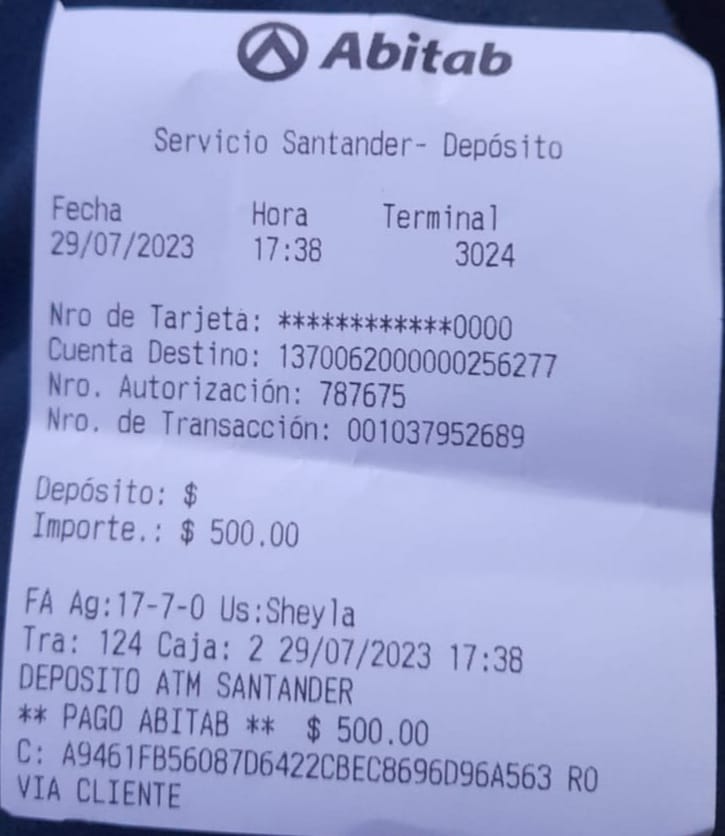 Abitab
Servicio Santander- Depósito
Fecha Hora Terminal
29/07/2023 17:38 3024
Nro de Tarjeta: ************0000
Cuenta Destino: 1370062000000256277
Nro. Autorización: 787675
Nro. de Transacción: 001037952689
Depósito: $
Importe.: $ 500.00
FA Ag:17-7-0 Us:Sheyla
Tra: 124 Caja: 2 29/07/2023 17:38
DEPOSITO ATM SANTANDER
** PAGO ABITAB ** $ 500.00
C: A9461FB56087D6422CBEC8696D96A563 RO
VIA CLIENTE